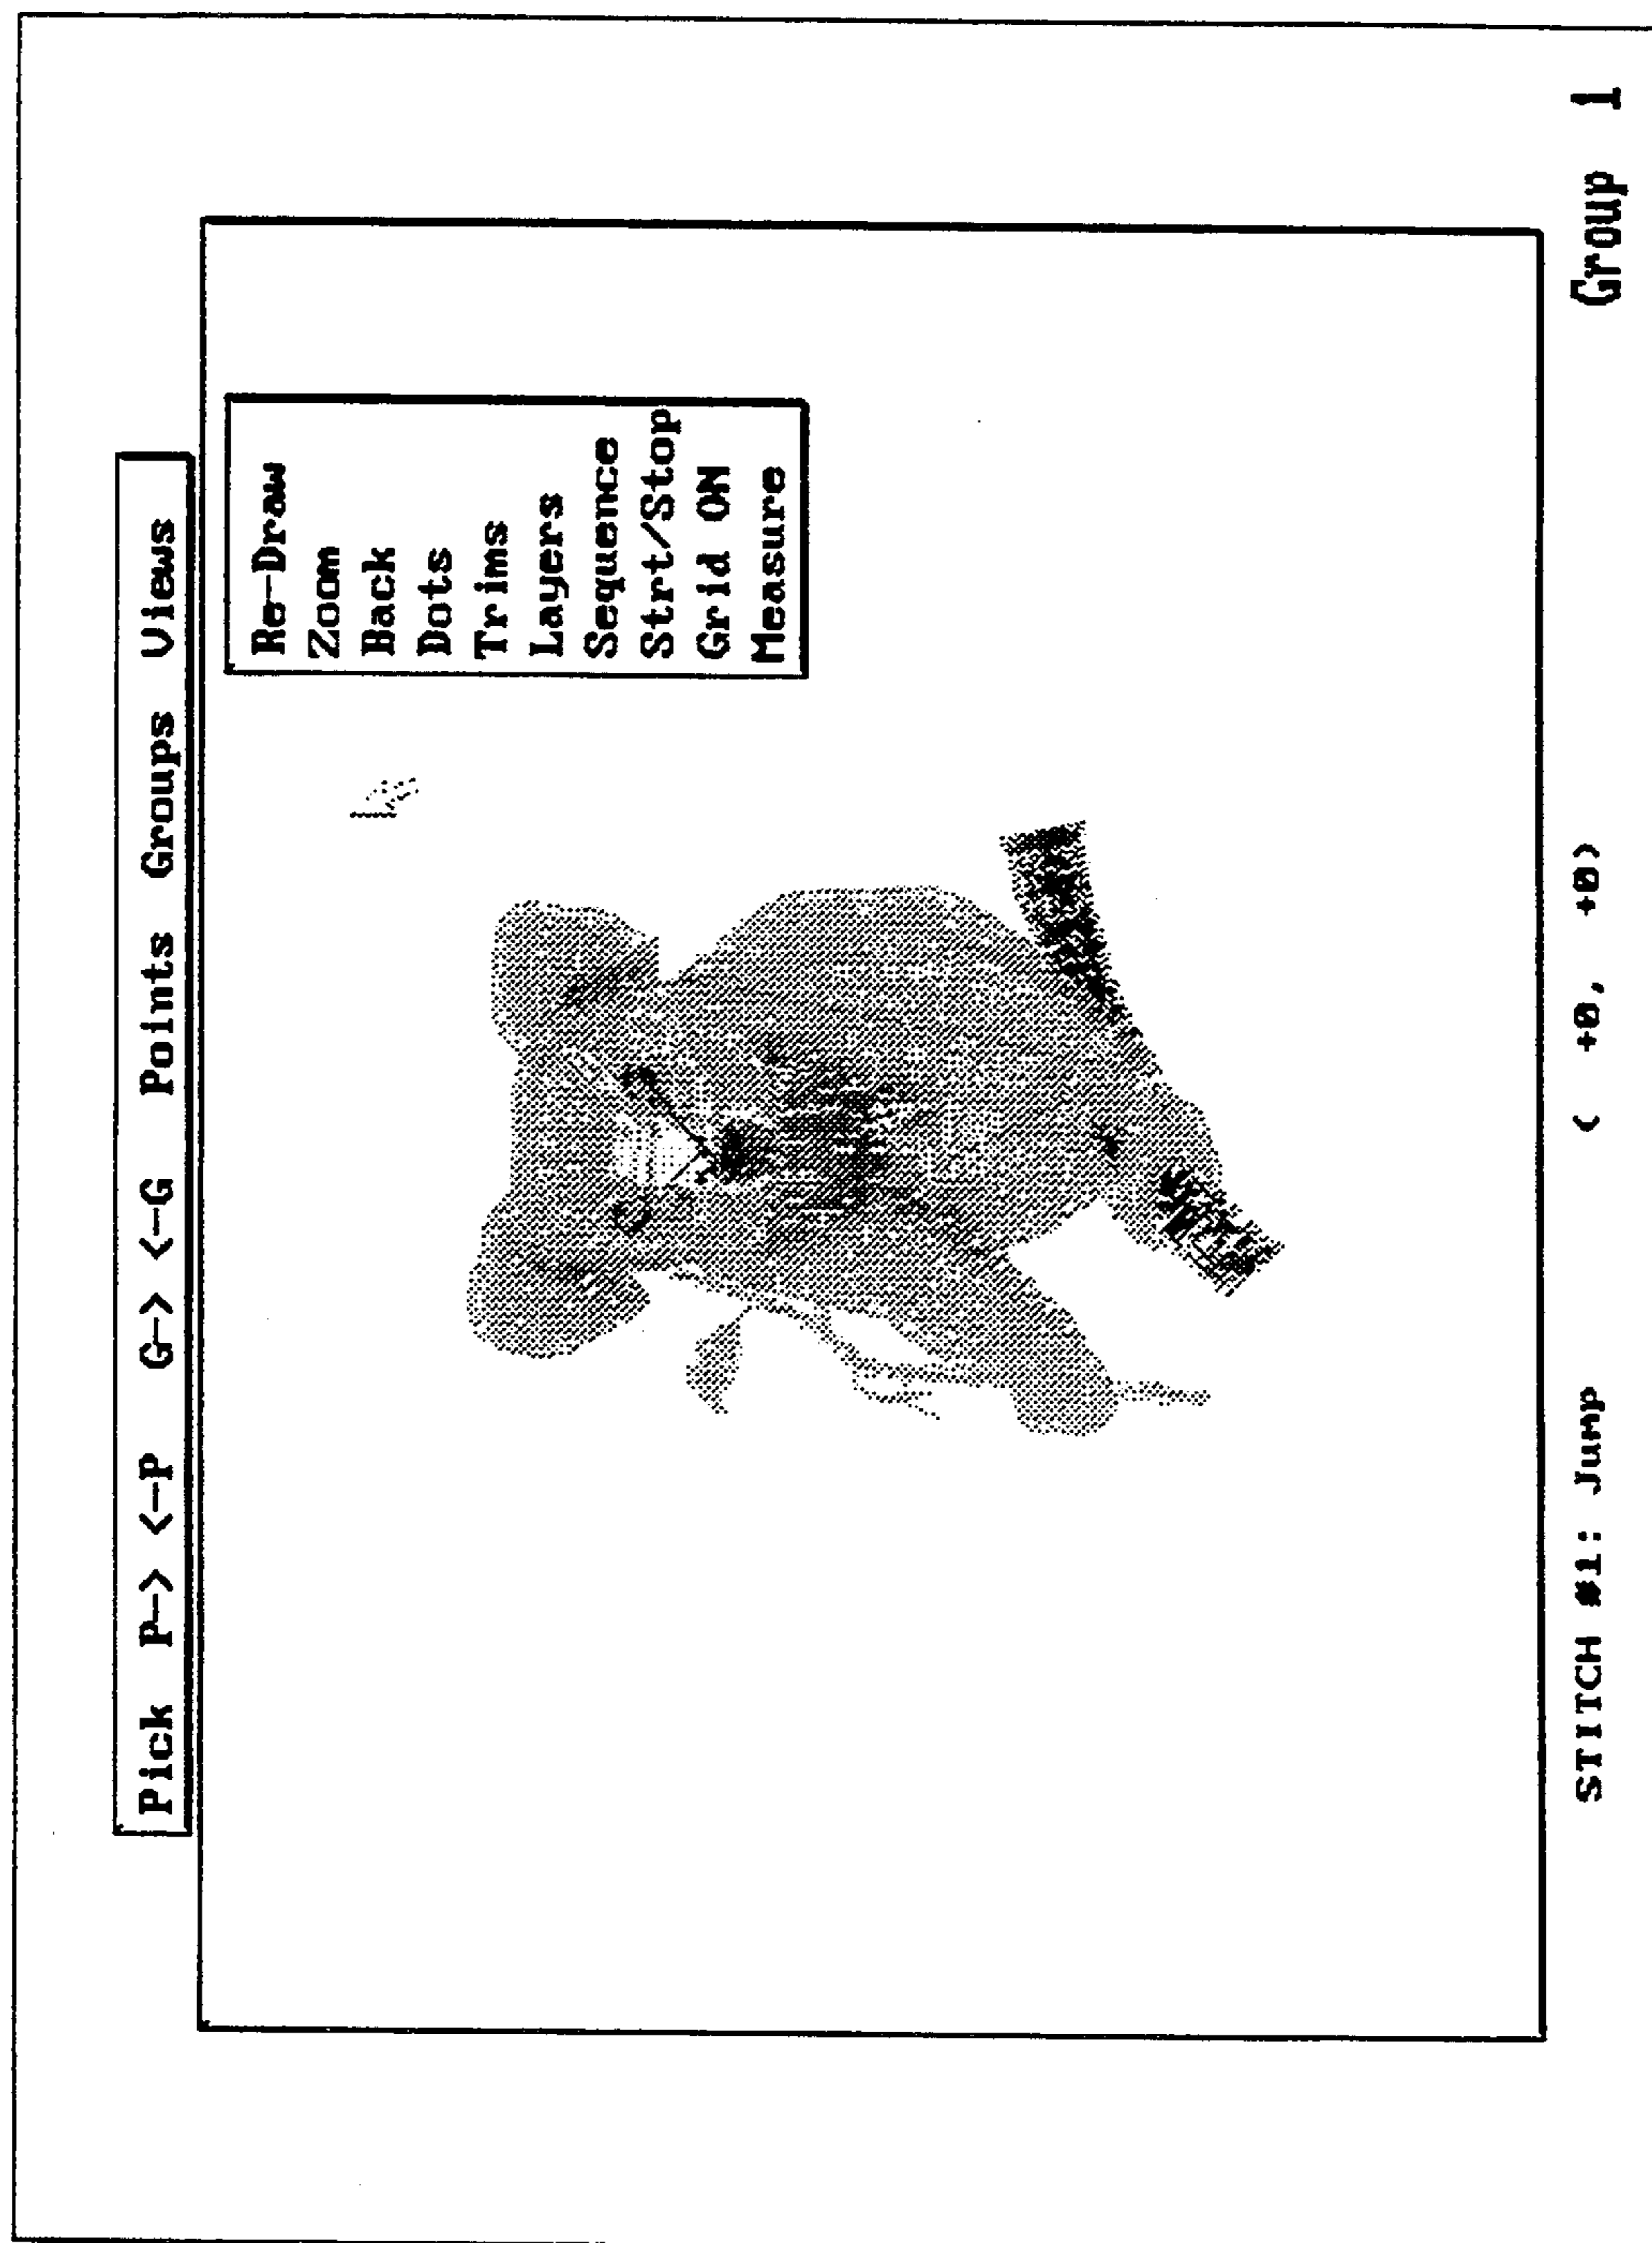 Pick P-> <-P G-> <-G Points Groups Views
Re-Draw
Zoom
Back
Dots
Trims
Layers
Sequence
Strt/Stop
Grid ON
Measure
STITCH #1: Jump ( +0, +0) Group 1